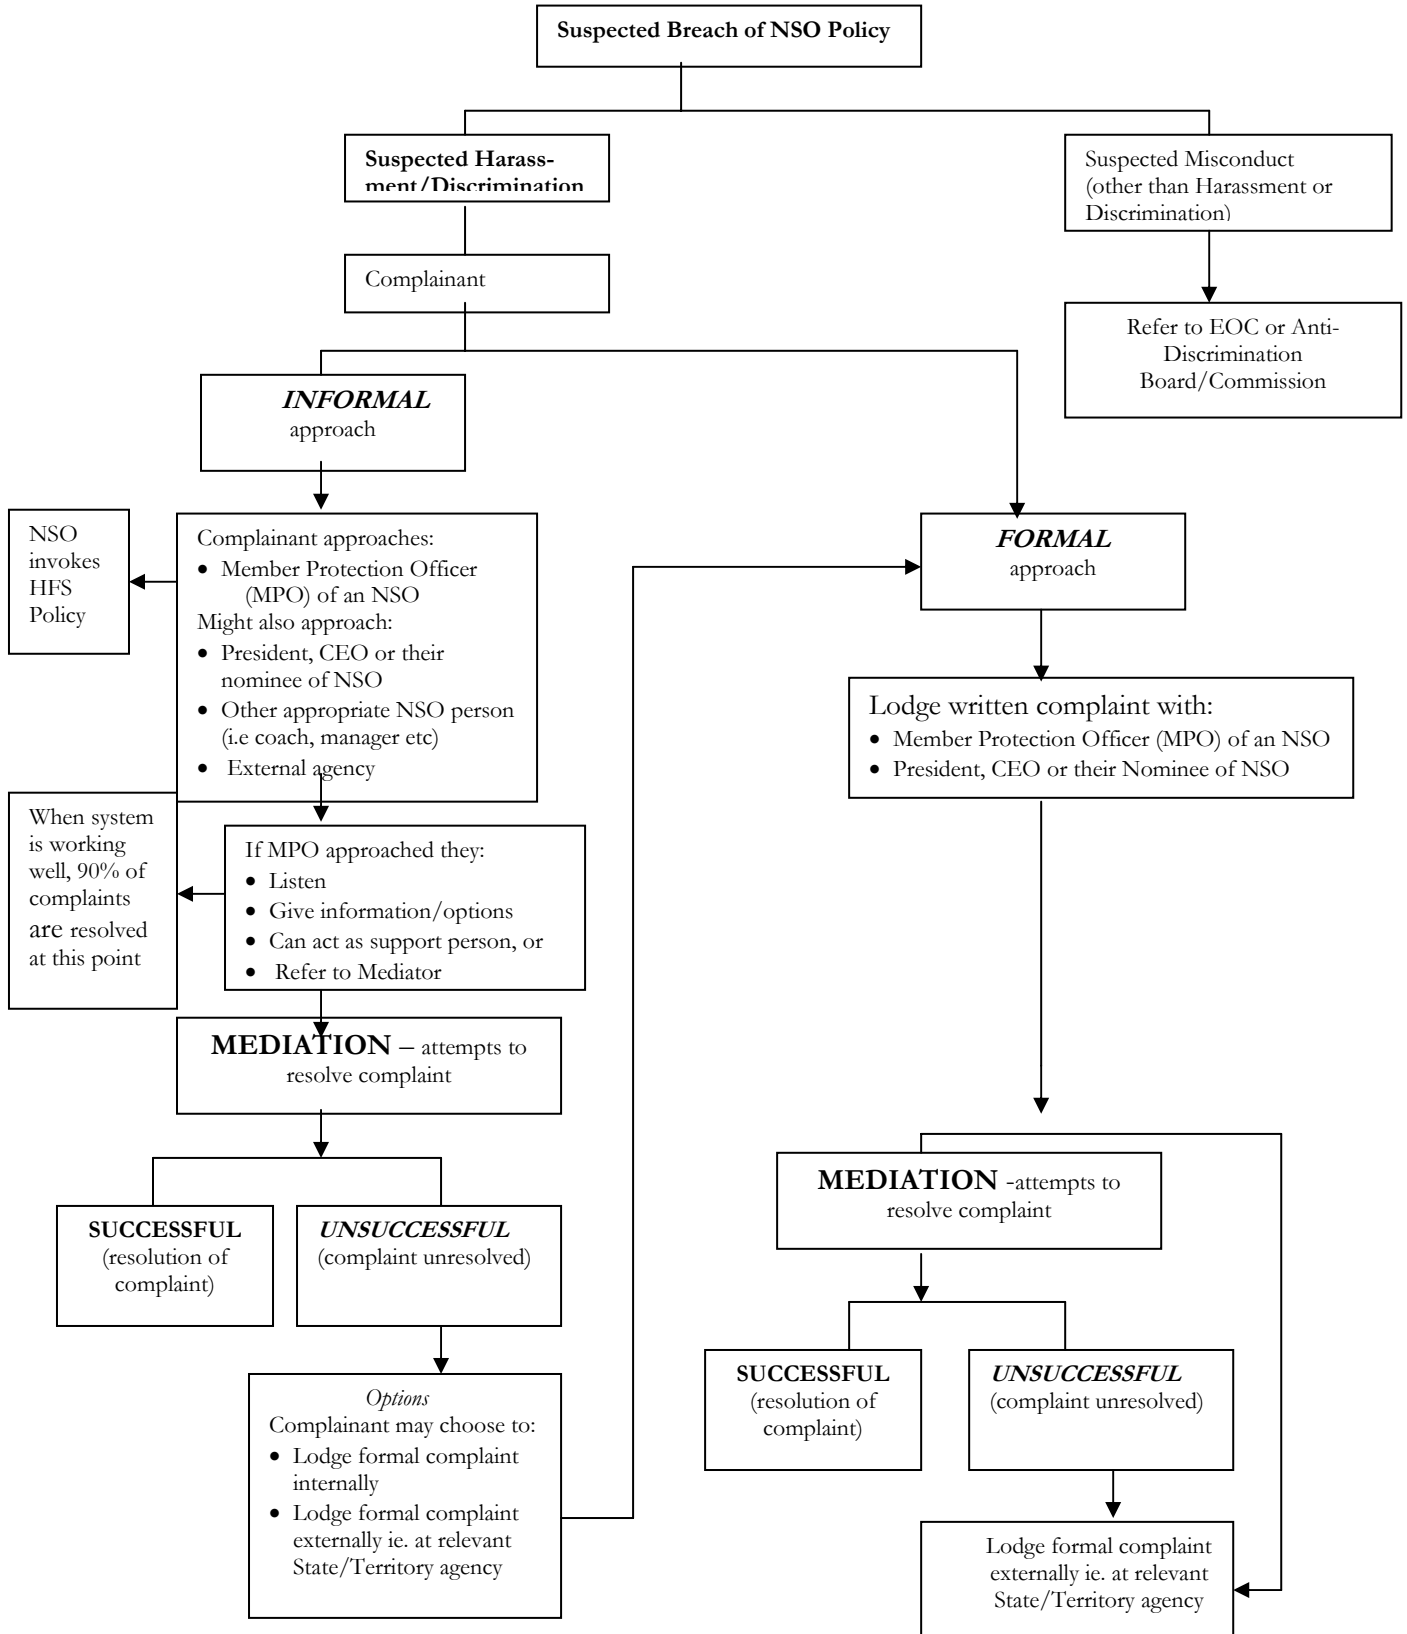 Suspected Breach of NSO Policy
Suspected Harass-
ment/Discrimination
Suspected Misconduct
(other than Harassment or
Discrimination)
Complainant
Refer to EOC or Anti-
Discrimination
Board/Commission
INFORMAL
approach
NSO
invokes
HFS
Policy
Complainant approaches:
• Member Protection Officer
(MPO) of an NSO
Might also approach:
• President, CEO or their
nominee of NSO
• Other appropriate NSO person
(i.e coach, manager etc)
• External agency
FORMAL
approach
Lodge written complaint with:
• Member Protection Officer (MPO) of an NSO
• President, CEO or their Nominee of NSO
When system
is working
well, 90% of
complaints
are resolved
at this point
If MPO approached they:
• Listen
• Give information/options
• Can act as support person, or
• Refer to Mediator
MEDIATION – attempts to
resolve complaint
SUCCESSFUL
(resolution of
complaint)
UNSUCCESSFUL
(complaint unresolved)
Options
Complainant may choose to:
• Lodge formal complaint
internally
• Lodge formal complaint
externally ie. at relevant
State/Territory agency
MEDIATION -attempts to
resolve complaint
SUCCESSFUL
(resolution of
complaint)
UNSUCCESSFUL
(complaint unresolved)
Lodge formal complaint
externally ie. at relevant
State/Territory agency